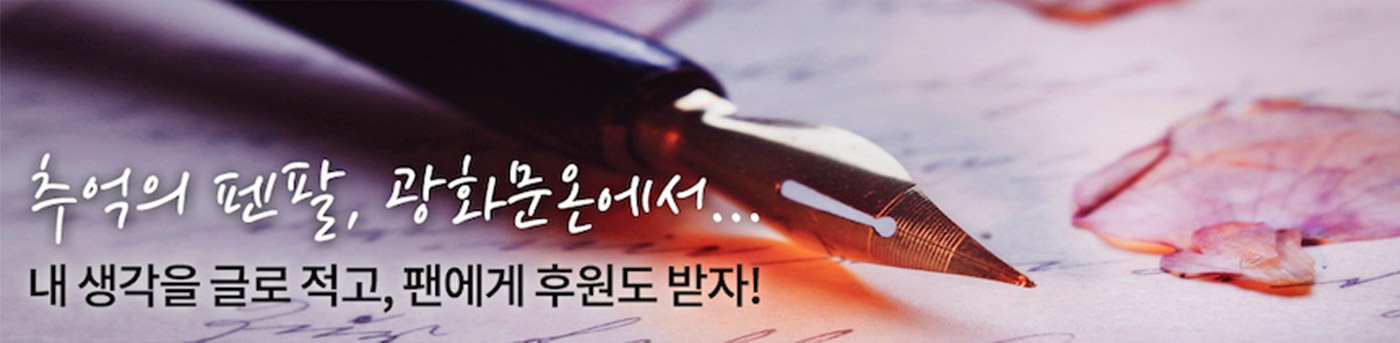 추억의 펜팔, 광화문온에서...
내 생각을 글로 적고, 팬에게 후원도 받자!